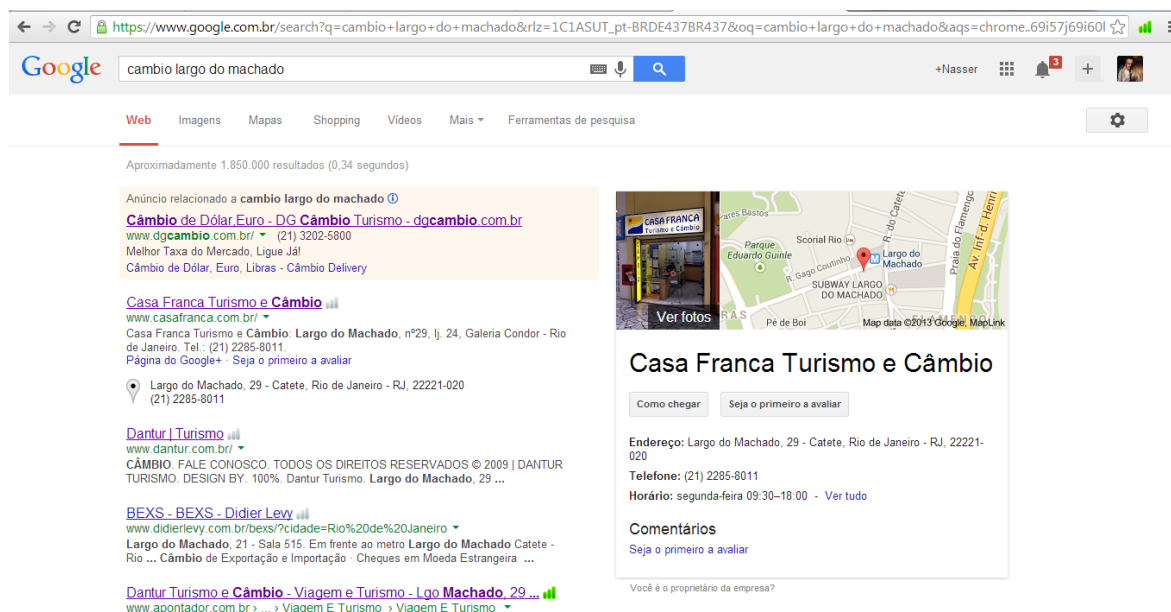 https://www.google.com.br/search?q=cambio+largo+do+machado&rlz=1C1ASUT_pt-BRDE437BR437&oq=cambio+largo+do+machado&aqs=chrome..69i57j69i60l
Google
cambio largo do machado
+Nasser
3
Web Imagens Mapas Shopping Vídeos Mais Ferramentas de pesquisa
Aproximadamente 1.850.000 resultados (0,34 segundos)
Anúncio relacionado a cambio largo do machado
Câmbio de Dólar,Euro - DG Câmbio Turismo - dgcambio.com.br
www.dgcambio.com.br/ (21) 3202-5800
Melhor Taxa do Mercado, Ligue Já!
Câmbio de Dólar, Euro, Libras - Câmbio Delivery
Casa Franca Turismo e Câmbio
www.casafranca.com.br/
Casa Franca Turismo e Câmbio: Largo do Machado, nº29, lj. 24, Galeria Condor - Rio
de Janeiro. Tel.: (21) 2285-8011.
Página do Google+ · Seja o primeiro a avaliar
Largo do Machado, 29 - Catete, Rio de Janeiro - RJ, 22221-020
(21) 2285-8011
Dantur | Turismo
www.dantur.com.br/
CÂMBIO. FALE CONOSCO. TODOS OS DIREITOS RESERVADOS © 2009 | DANTUR
TURISMO. DESIGN BY. 100%. Dantur Turismo. Largo do Machado, 29 ...
BEXS - BEXS - Didier Levy
www.didierlevy.com.br/bexs/?cidade=Rio%20de%20Janeiro
Largo do Machado, 21 - Sala 515. Em frente ao metro Largo do Machado Catete -
Rio ... Câmbio de Exportação e Importação · Cheques em Moeda Estrangeira ...
Dantur Turismo e Câmbio - Viagem e Turismo - Lgo Machado, 29 ...
www.apontador.com.br › ... › Viagem E Turismo › Viagem E Turismo
CASA FRANCA
Turismo e Câmbio
Ver fotos
ares Bastos
Parque
Eduardo Guinle
Scorial Rio
R. do Catete
Praia do Flamengo
Av. Inf-d. Henri
Largo do
Machado
R. Gago Coutinho
SUBWAY LARGO
DO MACHADO
RAS
Pé de Boi
FLAMENGO
Map data ©2013 Google, MapLink
Casa Franca Turismo e Câmbio
Como chegar Seja o primeiro a avaliar
Endereço: Largo do Machado, 29 - Catete, Rio de Janeiro - RJ, 22221-
020
Telefone: (21) 2285-8011
Horário: segunda-feira 09:30–18:00 - Ver tudo
Comentários
Seja o primeiro a avaliar
Você é o proprietário da empresa?